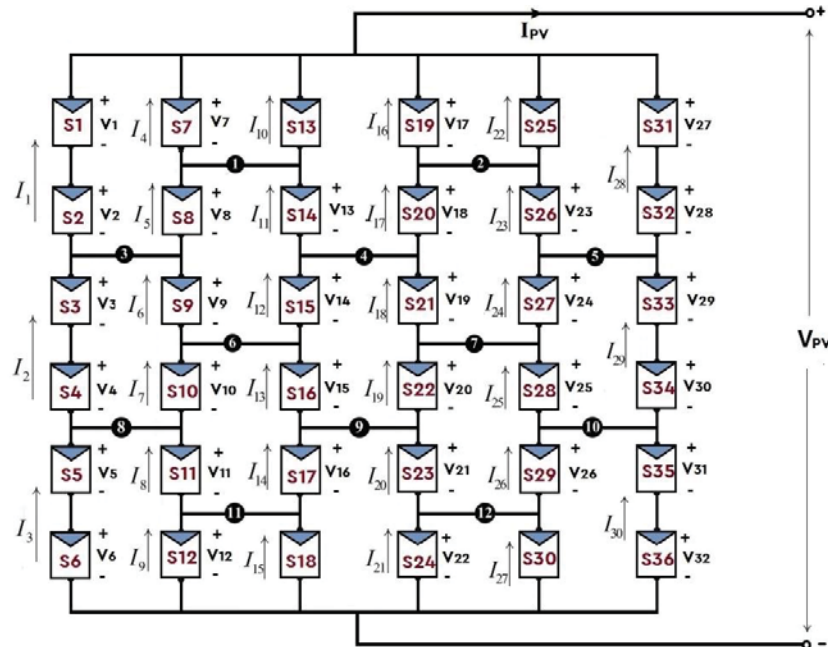 +
IPV
+ + + + + +
I4 I10 I16 I22
S1 V1 S7 V7 S13 S19 V17 S25 S31 V27
- - - -
1 2
I1 I28
+ + + + + +
I5 I11 I17 I23
S2 V2 S8 V8 S14 V13 S20 V18 S26 V23 S32 V28
- - - - - -
3 4 5
+ + + + + +
I6 I12 I18 I24
S3 V3 S9 V9 S15 V14 S21 V19 S27 V24 S33 V29
- - - - - -
6 7
VPV
I2 I29
+ + + + + +
I7 I13 I19 I25
S4 V4 S10 V10 S16 V15 S22 V20 S28 V25 S34 V30
- - - - - -
8 9 10
+ + + + + +
I8 I14 I20 I26
S5 V5 S11 V11 S17 V16 S23 V21 S29 V26 S35 V31
- - - - - -
11 12
I3 I30
+ + + +
I9 I15 I21 I27
S6 V6 S12 V12 S18 S24 V22 S30 S36 V32
- - - -
-